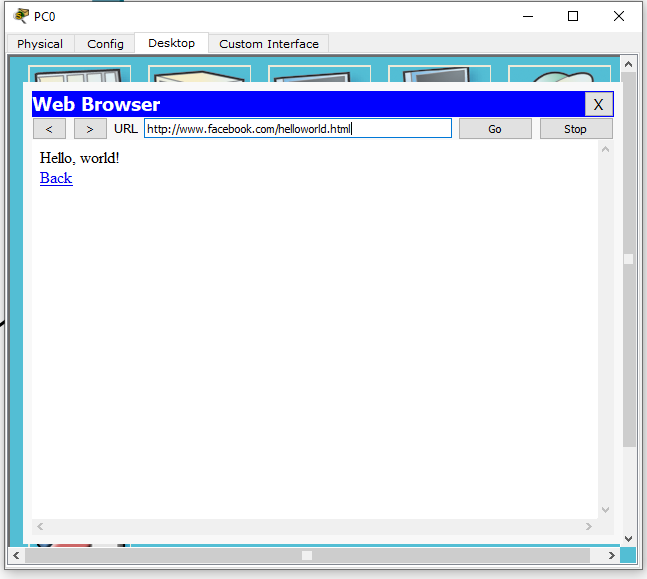 PC0
Physical Config Desktop Custom Interface
Web Browser X
< > URL http://www.facebook.com/helloworld.html Go Stop
Hello, world!
Back